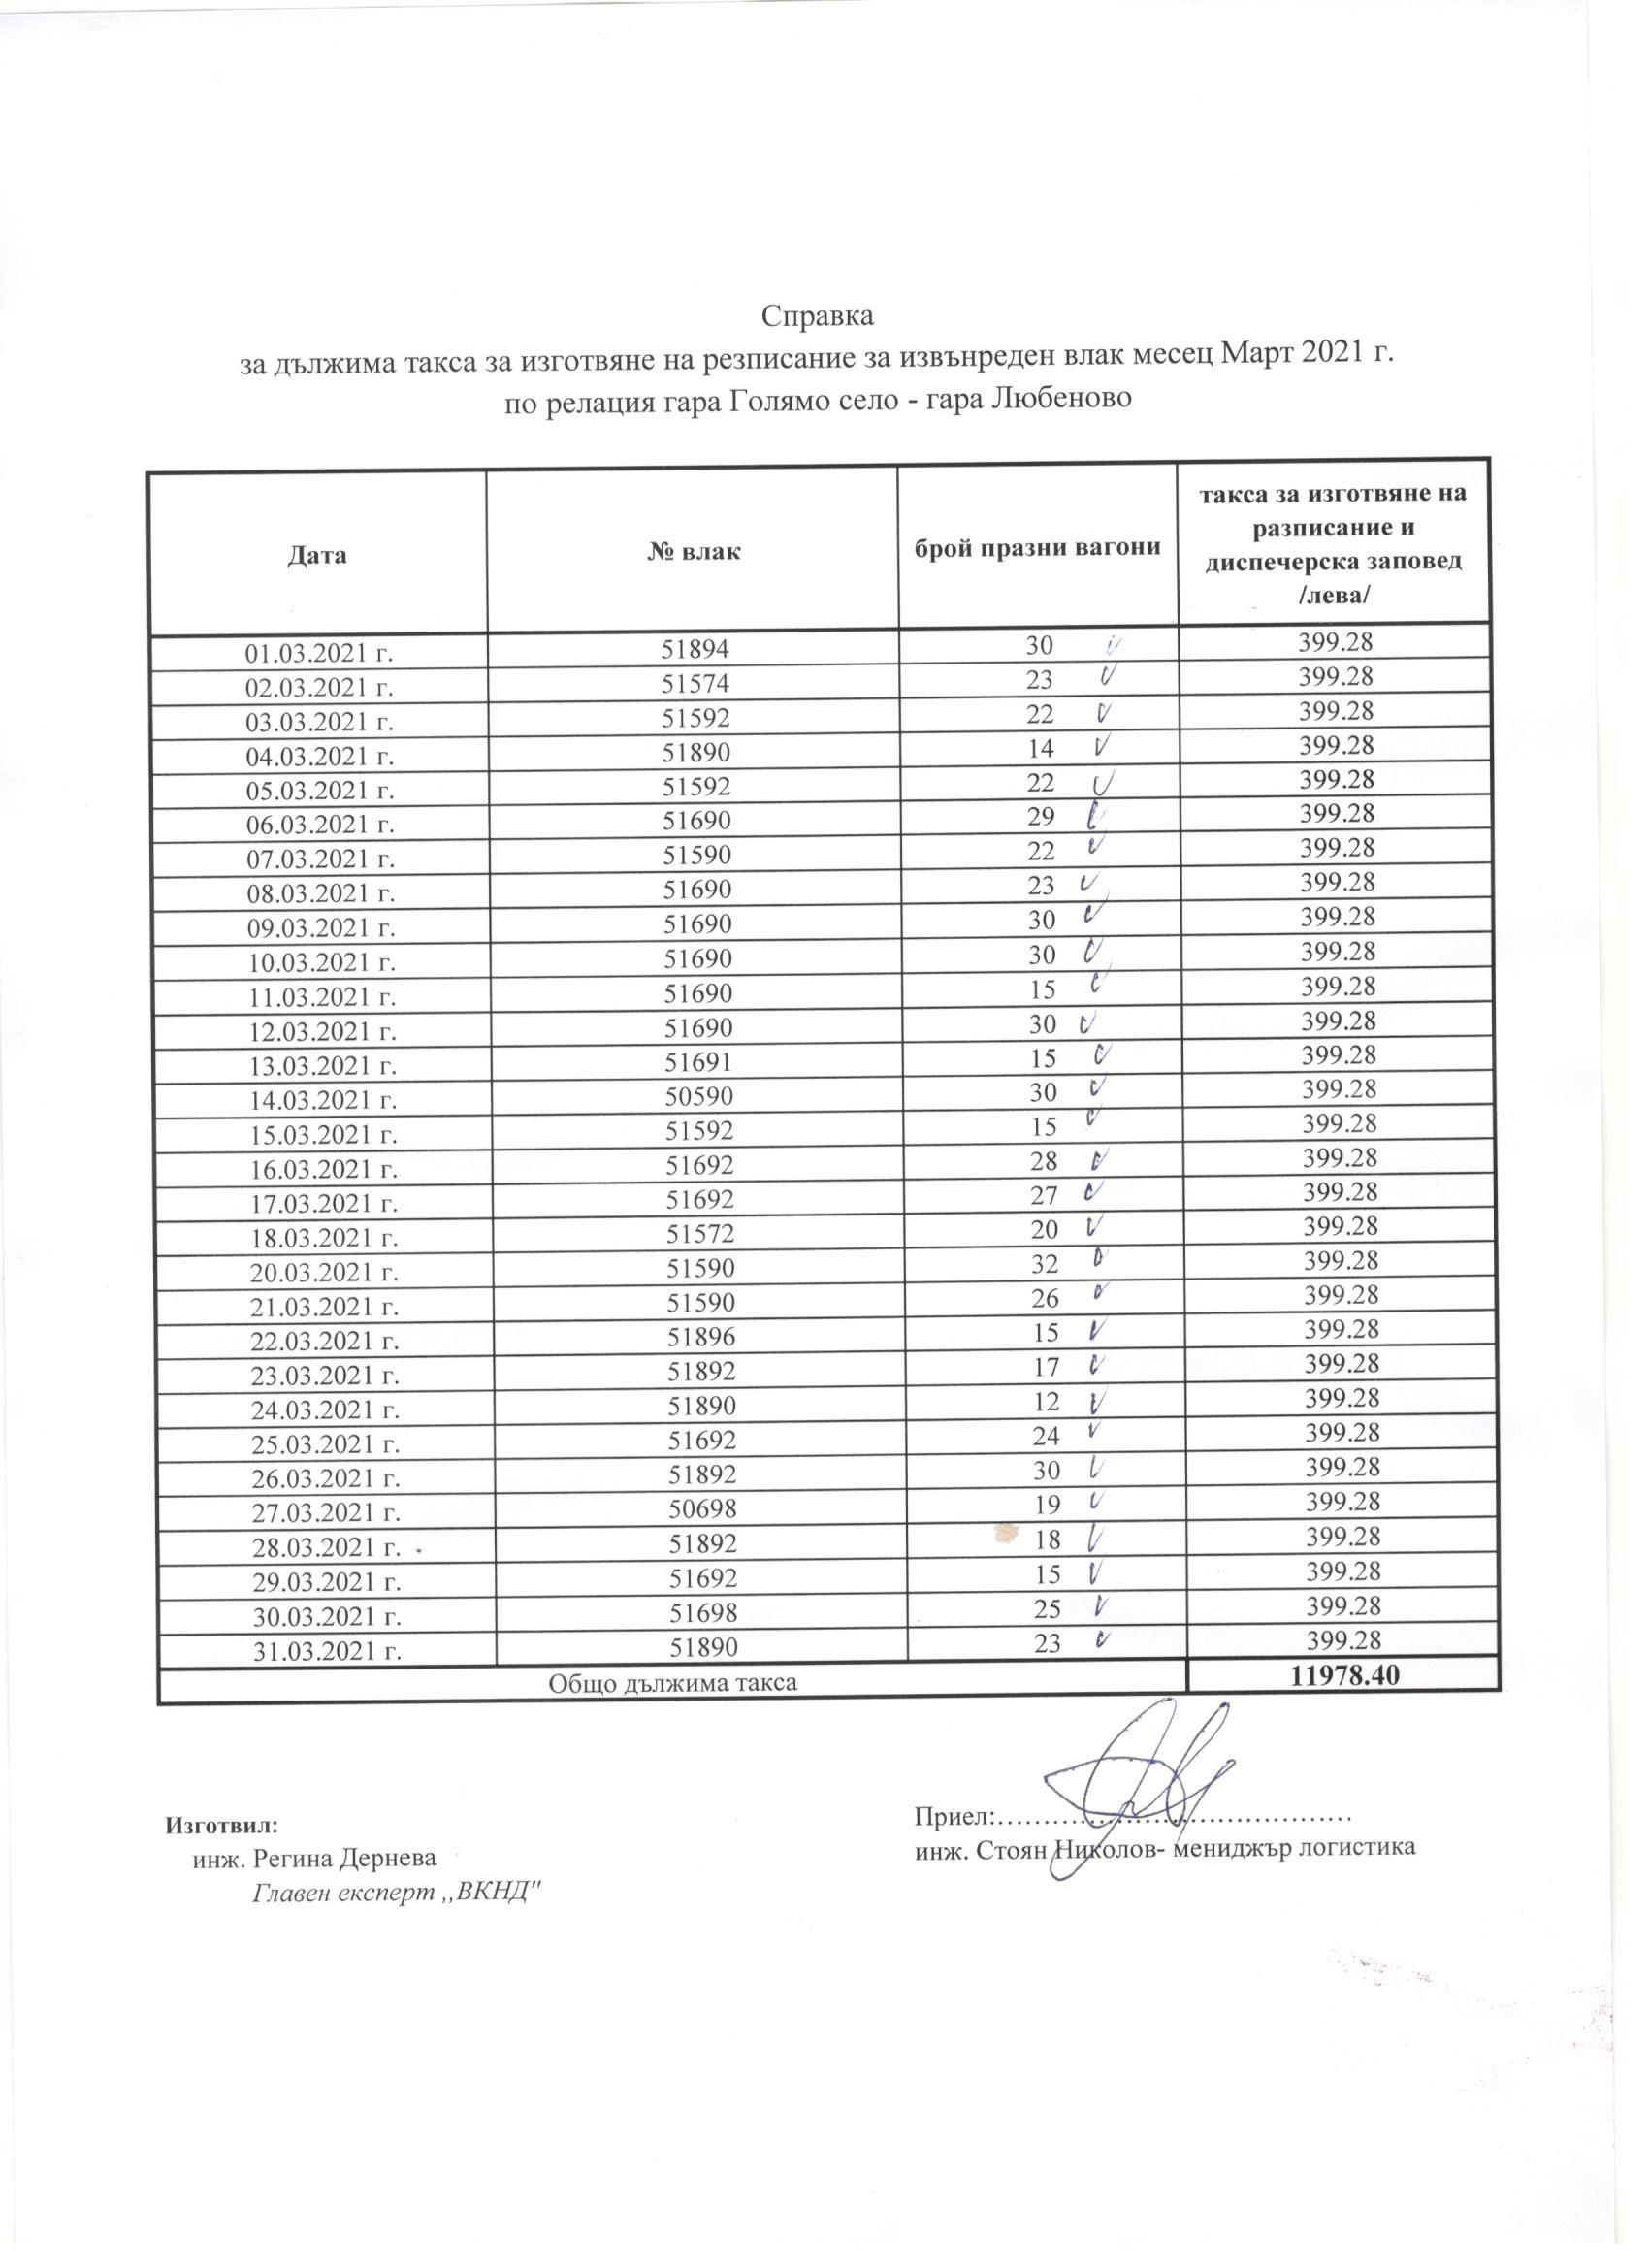 Справка
за дължима такса за изготвяне на резписание за извънреден влак месец Март 2021 г.
по релация гара Голямо село - гара Любеново
Дата № влак брой празни вагони такса за изготвяне на разписание и диспечерска заповед /лева/
01.03.2021 г. 51894 30 399.28
02.03.2021 г. 51574 23 399.28
03.03.2021 г. 51592 22 399.28
04.03.2021 г. 51890 14 399.28
05.03.2021 г. 51592 22 399.28
06.03.2021 г. 51690 29 399.28
07.03.2021 г. 51590 22 399.28
08.03.2021 г. 51690 23 399.28
09.03.2021 г. 51690 30 399.28
10.03.2021 г. 51690 30 399.28
11.03.2021 г. 51690 15 399.28
12.03.2021 г. 51690 30 399.28
13.03.2021 г. 51691 15 399.28
14.03.2021 г. 50590 30 399.28
15.03.2021 г. 51592 15 399.28
16.03.2021 г. 51692 28 399.28
17.03.2021 г. 51692 27 399.28
18.03.2021 г. 51572 20 399.28
20.03.2021 г. 51590 32 399.28
21.03.2021 г. 51590 26 399.28
22.03.2021 г. 51896 15 399.28
23.03.2021 г. 51892 17 399.28
24.03.2021 г. 51890 12 399.28
25.03.2021 г. 51692 24 399.28
26.03.2021 г. 51892 30 399.28
27.03.2021 г. 50698 19 399.28
28.03.2021 г. 51892 18 399.28
29.03.2021 г. 51692 15 399.28
30.03.2021 г. 51698 25 399.28
31.03.2021 г. 51890 23 399.28
Общо дължима такса 11978.40
Изготвил:
инж. Регина Дернева
Главен експерт ,,ВКНД"
Приел:......................................
инж. Стоян Николов- мениджър логистика